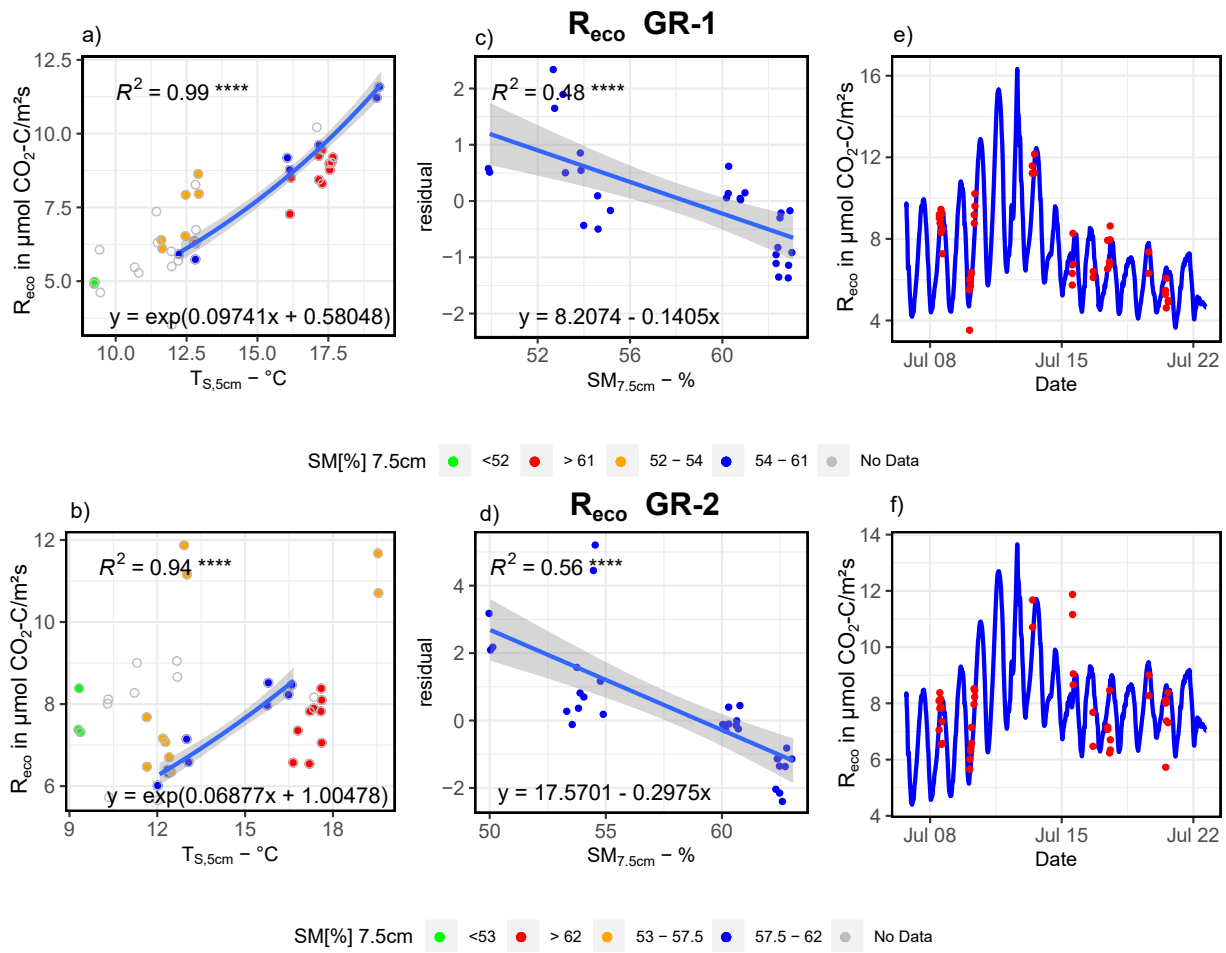 R_eco GR-1
a)
R² = 0.99 ****
y = exp(0.09741x + 0.58048)
R_eco in µmol CO₂-C/m²s
12.5
10.0
7.5
5.0
10.0 12.5 15.0 17.5
T_S,5cm − °C
c)
R² = 0.48 ****
y = 8.2074 - 0.1405x
residual
2
1
0
−1
−2
52 56 60
SM_7.5cm − %
e)
R_eco in µmol CO₂-C/m²s
16
12
8
4
Jul 08 Jul 15 Jul 22
Date
SM[%] 7.5cm <52 > 61 52 − 54 54 − 61 No Data
R_eco GR-2
b)
R² = 0.94 ****
y = exp(0.06877x + 1.00478)
R_eco in µmol CO₂-C/m²s
12
10
8
6
9 12 15 18
T_S,5cm − °C
d)
R² = 0.56 ****
y = 17.5701 - 0.2975x
residual
4
2
0
−2
50 55 60
SM_7.5cm − %
f)
R_eco in µmol CO₂-C/m²s
14
12
10
8
6
4
Jul 08 Jul 15 Jul 22
Date
SM[%] 7.5cm <53 > 62 53 − 57.5 57.5 − 62 No Data